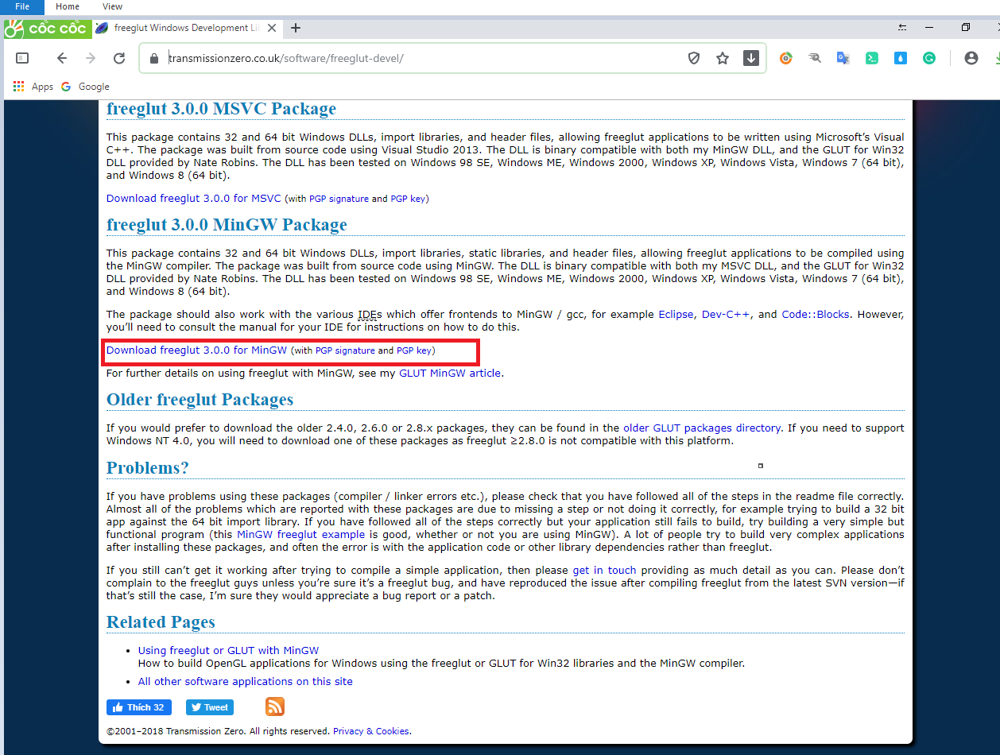 File Home View
cốc cốc freeglut Windows Development Li
transmissionzero.co.uk/software/freeglut-devel/
Apps Google
freeglut 3.0.0 MSVC Package
This package contains 32 and 64 bit Windows DLLs, import libraries, and header files, allowing freeglut applications to be written using Microsoft’s Visual
C++. The package was built from source code using Visual Studio 2013. The DLL is binary compatible with both my MinGW DLL, and the GLUT for Win32
DLL provided by Nate Robins. The DLL has been tested on Windows 98 SE, Windows ME, Windows 2000, Windows XP, Windows Vista, Windows 7 (64 bit),
and Windows 8 (64 bit).
Download freeglut 3.0.0 for MSVC (with PGP signature and PGP key)
freeglut 3.0.0 MinGW Package
This package contains 32 and 64 bit Windows DLLs, import libraries, static libraries, and header files, allowing freeglut applications to be compiled using
the MinGW compiler. The package was built from source code using MinGW. The DLL is binary compatible with both my MSVC DLL, and the GLUT for Win32
DLL provided by Nate Robins. The DLL has been tested on Windows 98 SE, Windows ME, Windows 2000, Windows XP, Windows Vista, Windows 7 (64 bit),
and Windows 8 (64 bit).
The package should also work with the various IDEs which offer frontends to MinGW / gcc, for example Eclipse, Dev-C++, and Code::Blocks. However,
you’ll need to consult the manual for your IDE for instructions on how to do this.
Download freeglut 3.0.0 for MinGW (with PGP signature and PGP key)
For further details on using freeglut with MinGW, see my GLUT MinGW article.
Older freeglut Packages
If you would prefer to download the older 2.4.0, 2.6.0 or 2.8.x packages, they can be found in the older GLUT packages directory. If you need to support
Windows NT 4.0, you will need to download one of these packages as freeglut ≥2.8.0 is not compatible with this platform.
Problems?
If you have problems using these packages (compiler / linker errors etc.), please check that you have followed all of the steps in the readme file correctly.
Almost all of the problems which are reported with these packages are due to missing a step or not doing it correctly, for example trying to build a 32 bit
app against the 64 bit import library. If you have followed all of the steps correctly but your application still fails to build, try building a very simple but
functional program (this MinGW freeglut example is good, whether or not you are using MinGW). A lot of people try to build very complex applications
after installing these packages, and often the error is with the application code or other library dependencies rather than freeglut.
If you still can’t get it working after trying to compile a simple application, then please get in touch providing as much detail as you can. Please don’t
complain to the freeglut guys unless you’re sure it’s a freeglut bug, and have reproduced the issue after compiling freeglut from the latest SVN version—if
that’s still the case, I’m sure they would appreciate a bug report or a patch.
Related Pages
• Using freeglut or GLUT with MinGW
How to build OpenGL applications for Windows using the freeglut or GLUT for Win32 libraries and the MinGW compiler.
• All other software applications on this site
Thích 32 Tweet
©2001–2018 Transmission Zero. All rights reserved. Privacy & Cookies.